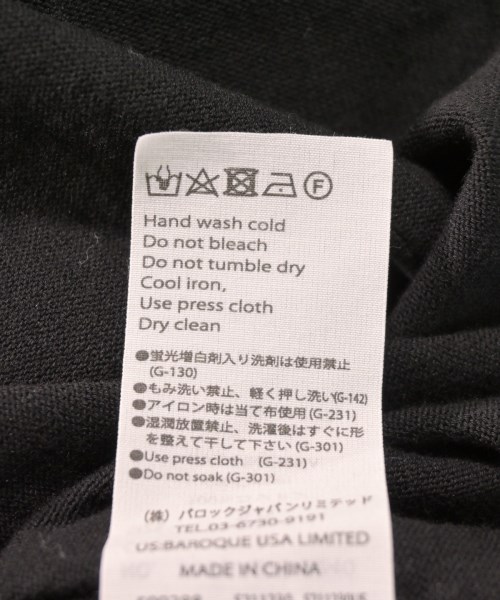 F
Hand wash cold
Do not bleach
Do not tumble dry
Cool iron,
Use press cloth
Dry clean
●蛍光増白剤入り洗剤は使用禁止
(G-130)
●もみ洗い禁止、軽く押し洗い(G-142)
●アイロン時は当て布使用(G-231)
●湿潤放置禁止、洗濯後はすぐに形
を整えて干して下さい(G-301)
●Use press cloth (G-231)
●Do not soak (G-301)
(株)バロックジャパンリミテッド
TEL.03-6730-9191
US:BAROQUE USA LIMITED
MADE IN CHINA